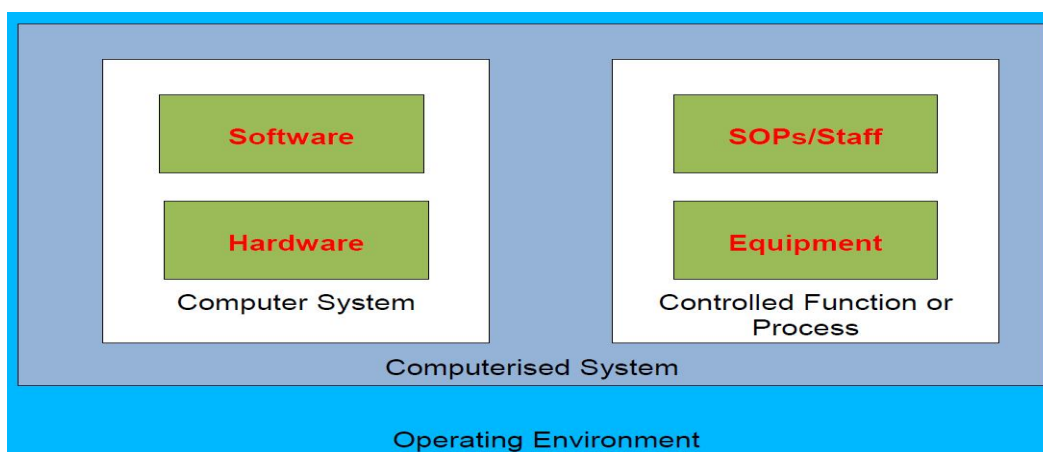 Software
SOPs/Staff
Hardware
Equipment
Computer System
Controlled Function or
Process
Computerised System
Operating Environment